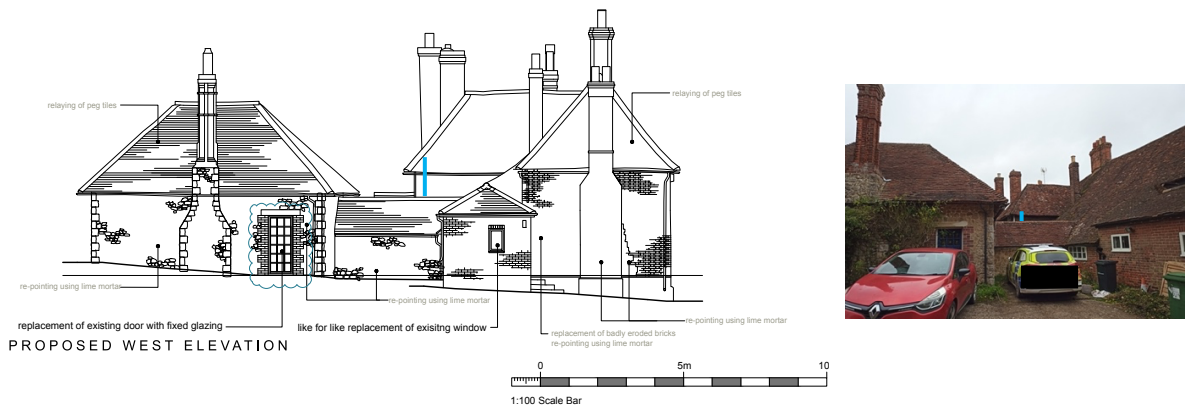 relaying of peg tiles
relaying of peg tiles
re-pointing using lime mortar
re-pointing using lime mortar
replacement of existing door with fixed glazing
like for like replacement of exisitng window
re-pointing using lime mortar
replacement of badly eroded bricks
re-pointing using lime mortar
PROPOSED WEST ELEVATION
0
5m
10
1:100 Scale Bar